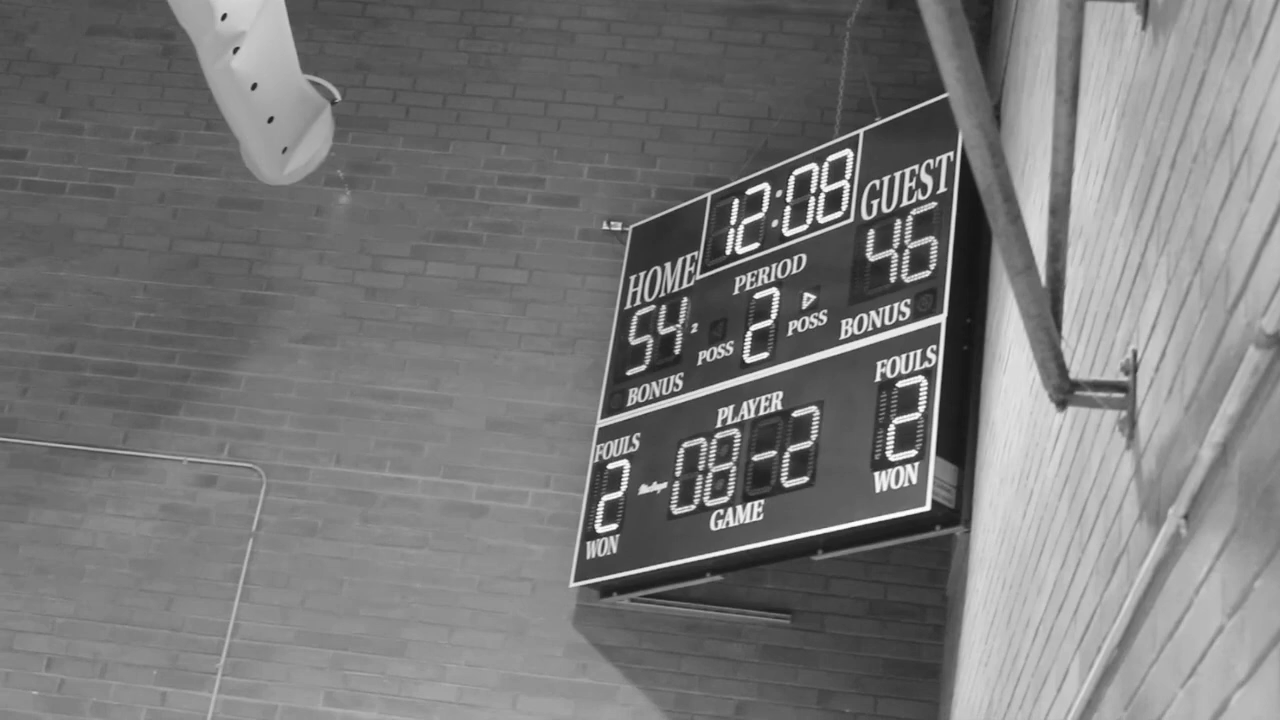 12:08
HOME
GUEST
54
PERIOD
46
2
POSS
POSS
BONUS
BONUS
FOULS
PLAYER
FOULS
2
08-2
2
WON
GAME
WON